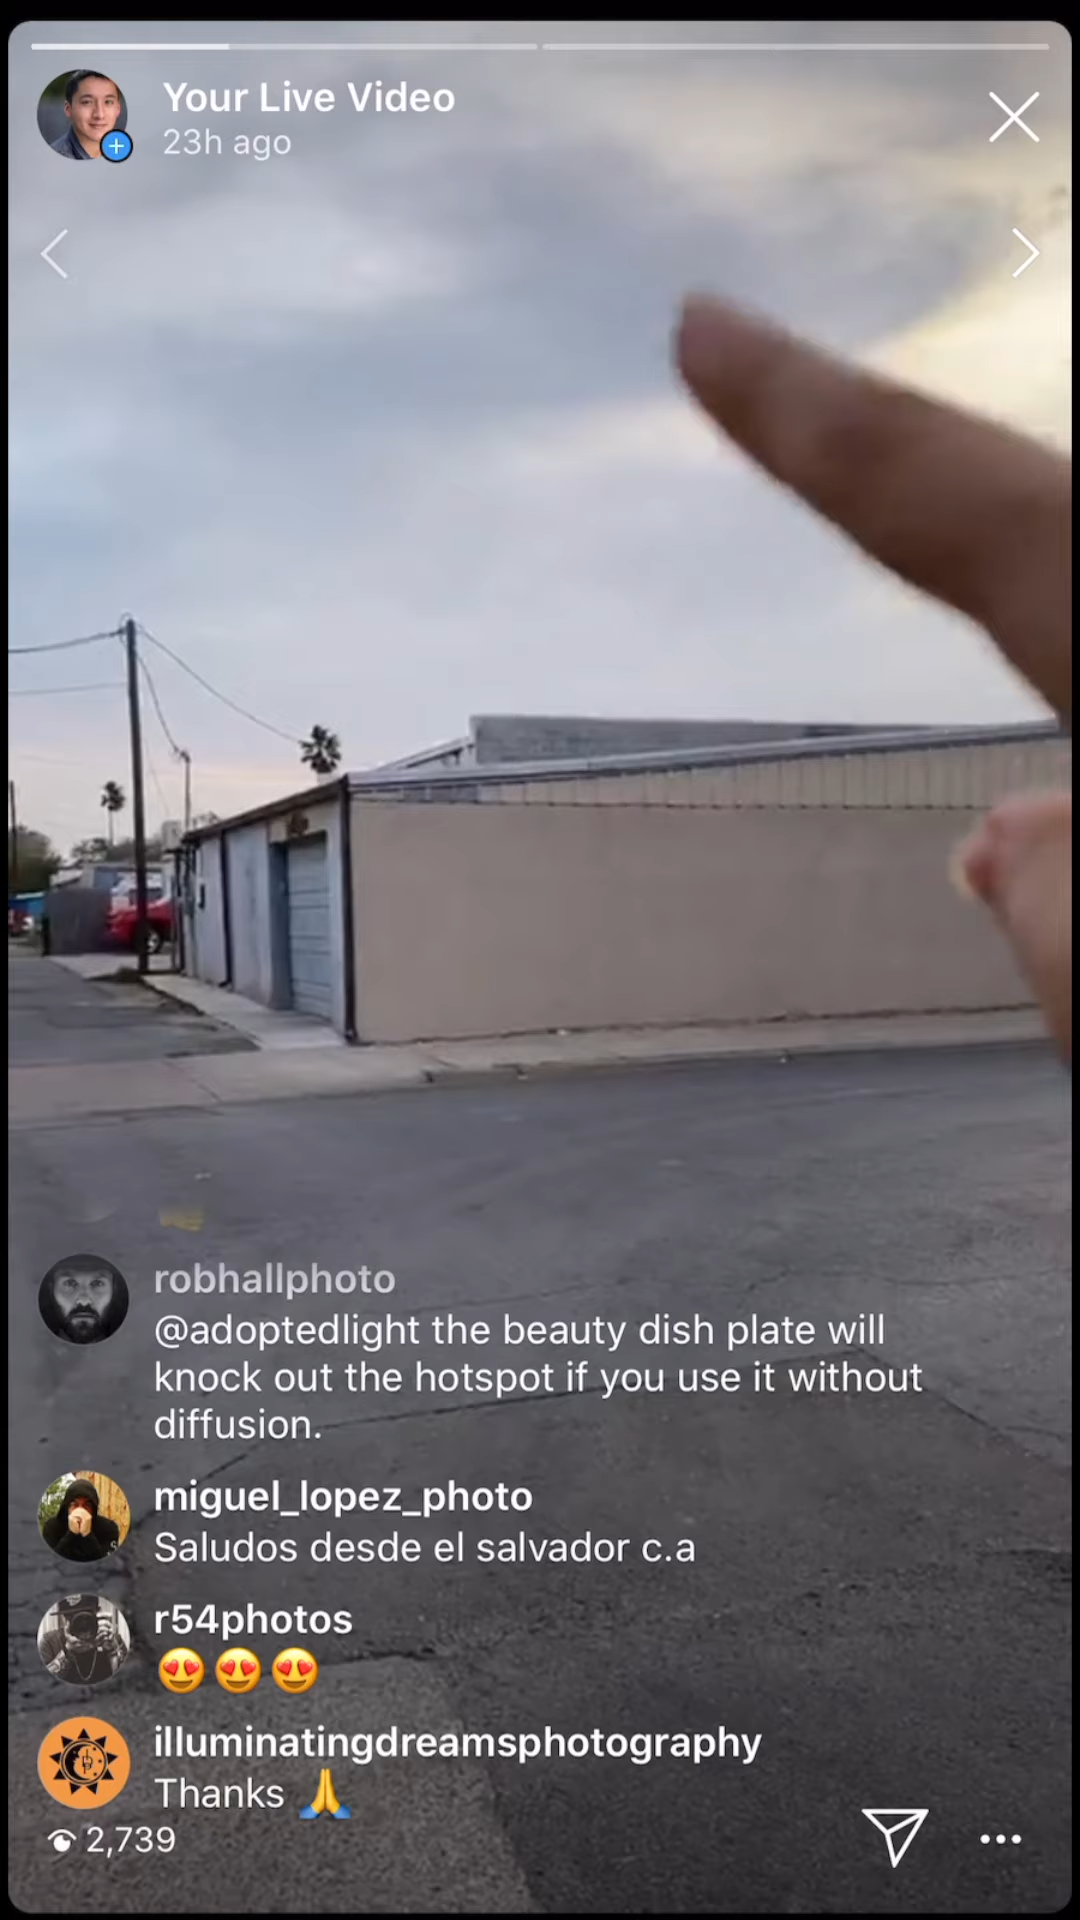 Your Live Video
23h ago
robhallphoto
@adoptedlight the beauty dish plate will
knock out the hotspot if you use it without
diffusion.
miguel_lopez_photo
Saludos desde el salvador c.a
r54photos
😍😍😍
illuminatingdreamsphotography
Thanks 🙏
2,739